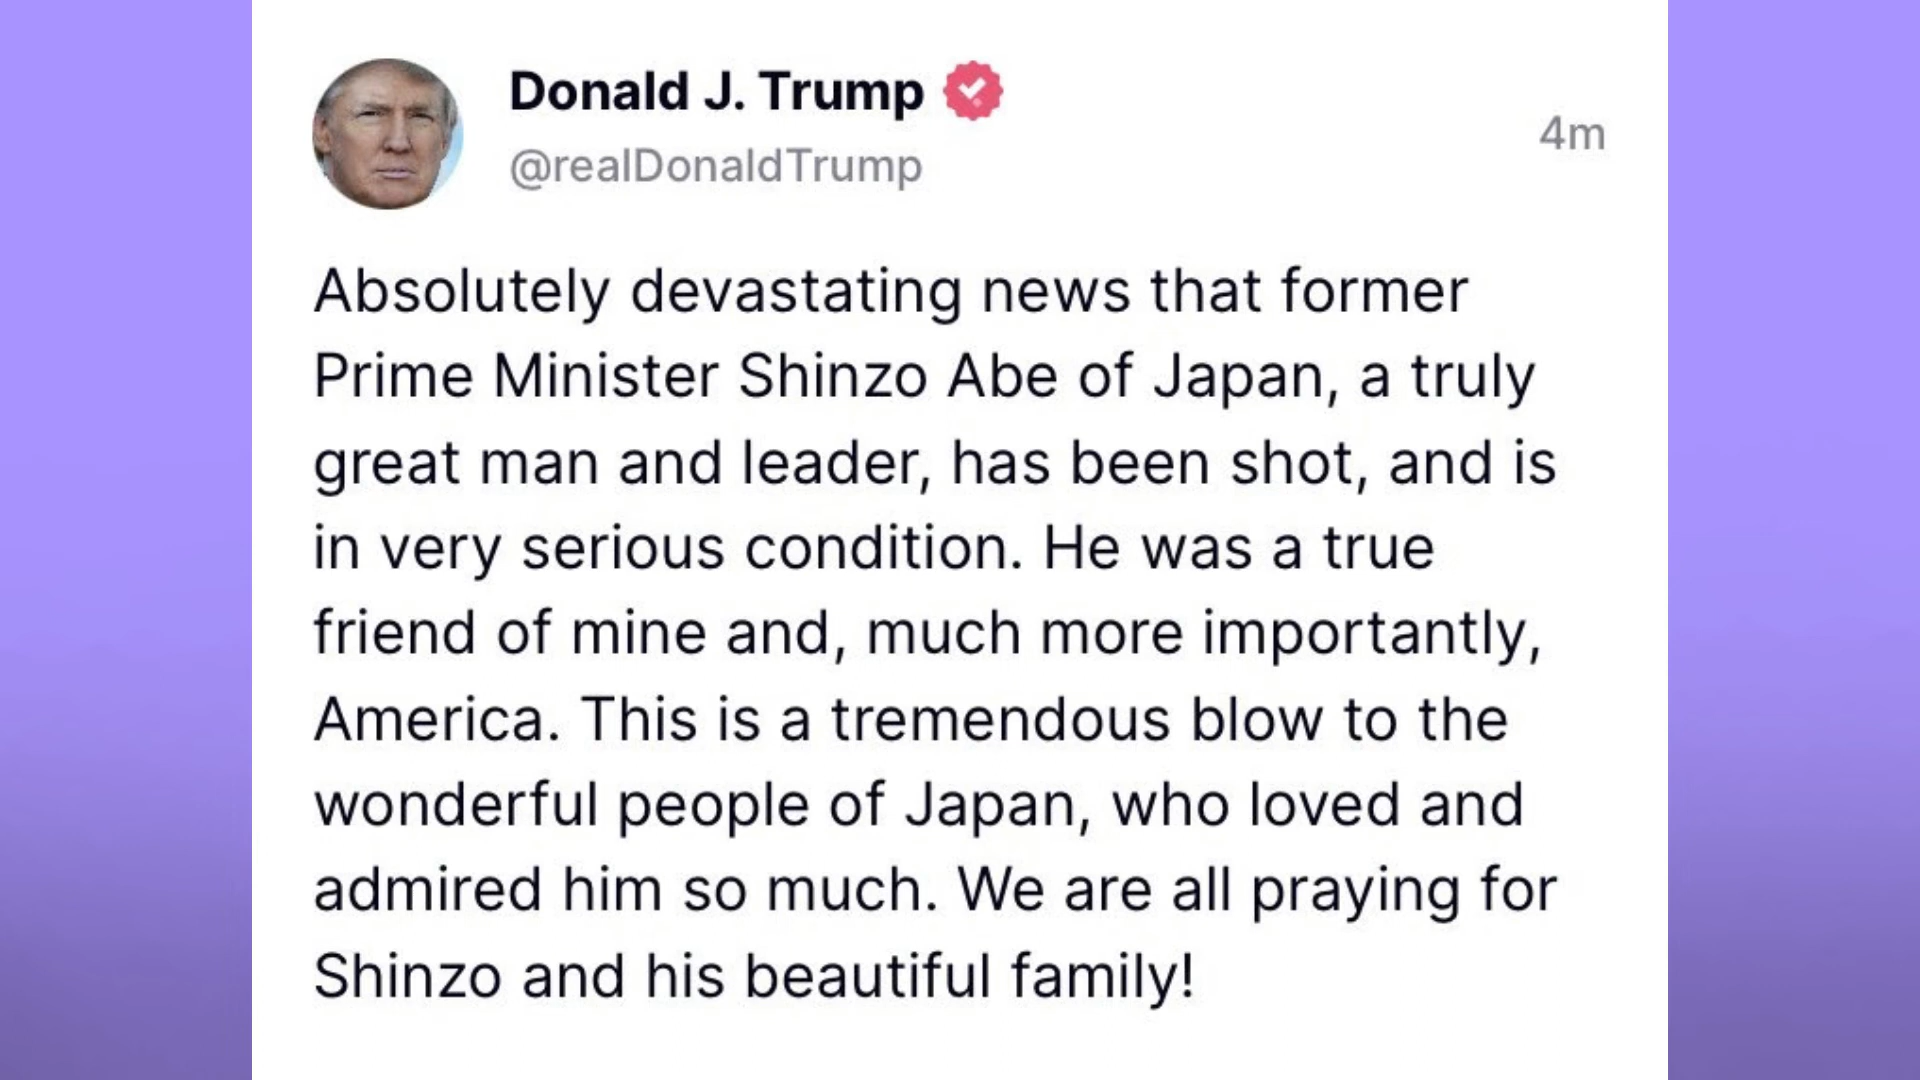 Donald J. Trump
@realDonaldTrump
4m
Absolutely devastating news that former
Prime Minister Shinzo Abe of Japan, a truly
great man and leader, has been shot, and is
in very serious condition. He was a true
friend of mine and, much more importantly,
America. This is a tremendous blow to the
wonderful people of Japan, who loved and
admired him so much. We are all praying for
Shinzo and his beautiful family!